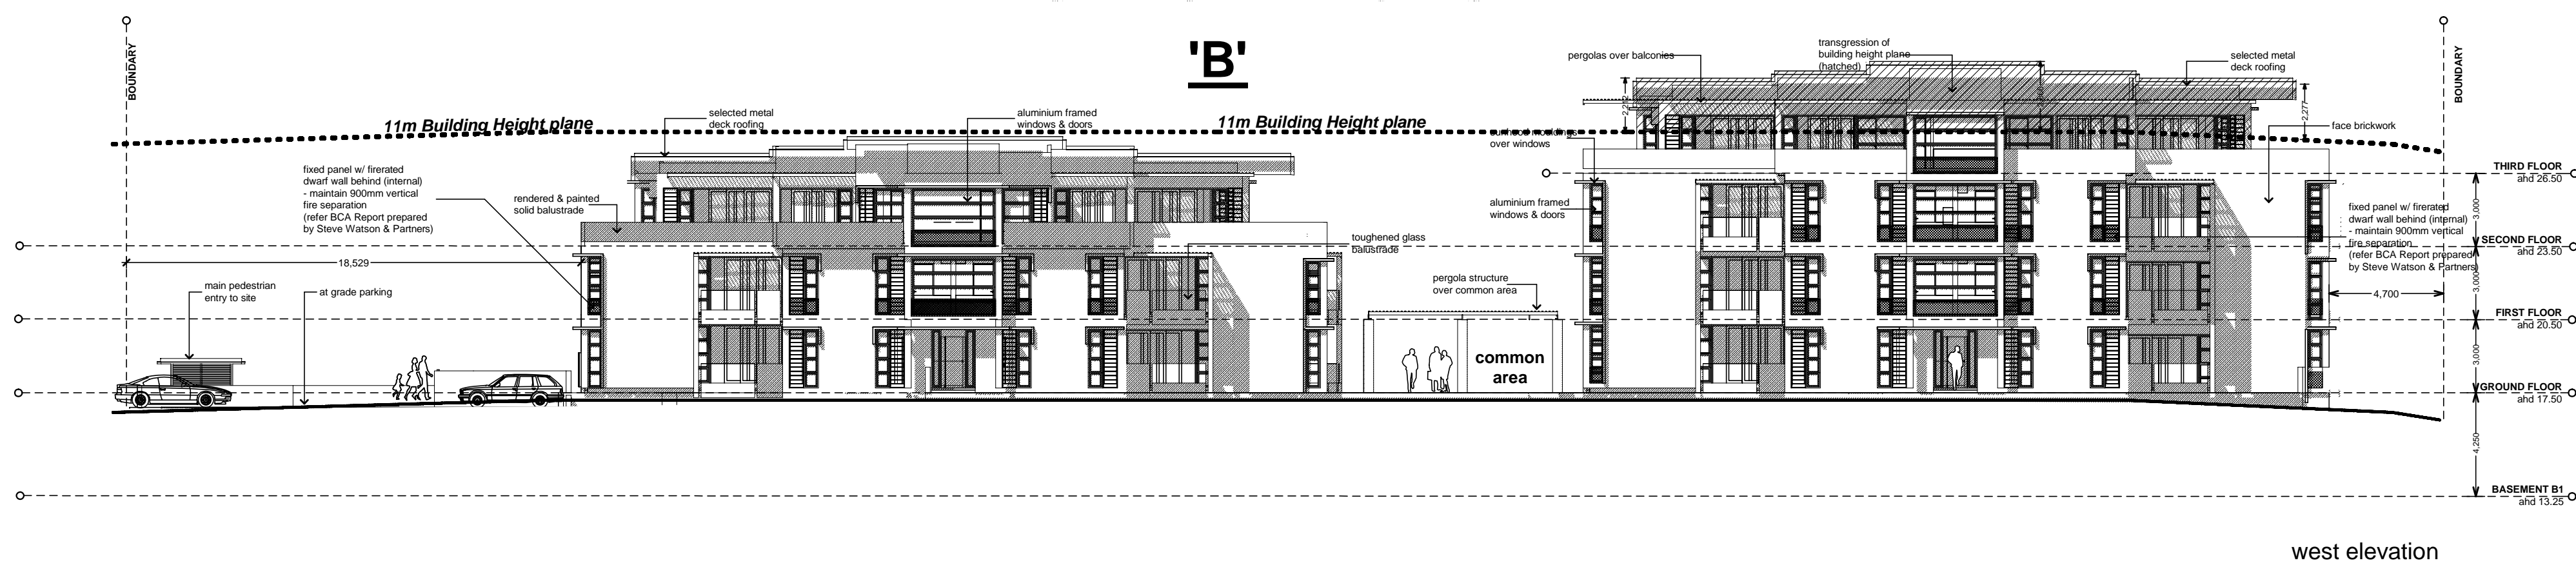 'B'
BOUNDARY
11m Building Height plane
selected metal
deck roofing
aluminium framed
windows & doors
11m Building Height plane
pergolas over balconies
transgression of
building height plane
(hatched)
selected metal
deck roofing
BOUNDARY
2,277
face brickwork
over windows
fixed panel w/ firerated
dwarf wall behind (internal)
- maintain 900mm vertical
fire separation
(refer BCA Report prepared
by Steve Watson & Partners)
rendered & painted
solid balustrade
aluminium framed
windows & doors
THIRD FLOOR
ahd 26.50
3,000
fixed panel w/ firerated
dwarf wall behind (internal)
- maintain 900mm vertical
fire separation
(refer BCA Report prepared
by Steve Watson & Partners)
SECOND FLOOR
ahd 23.50
3,000
18,529
toughened glass
balustrade
main pedestrian
entry to site
at grade parking
pergola structure
over common area
4,700
FIRST FLOOR
ahd 20.50
3,000
common
area
GROUND FLOOR
ahd 17.50
4,250
BASEMENT B1
ahd 13.25
west elevation